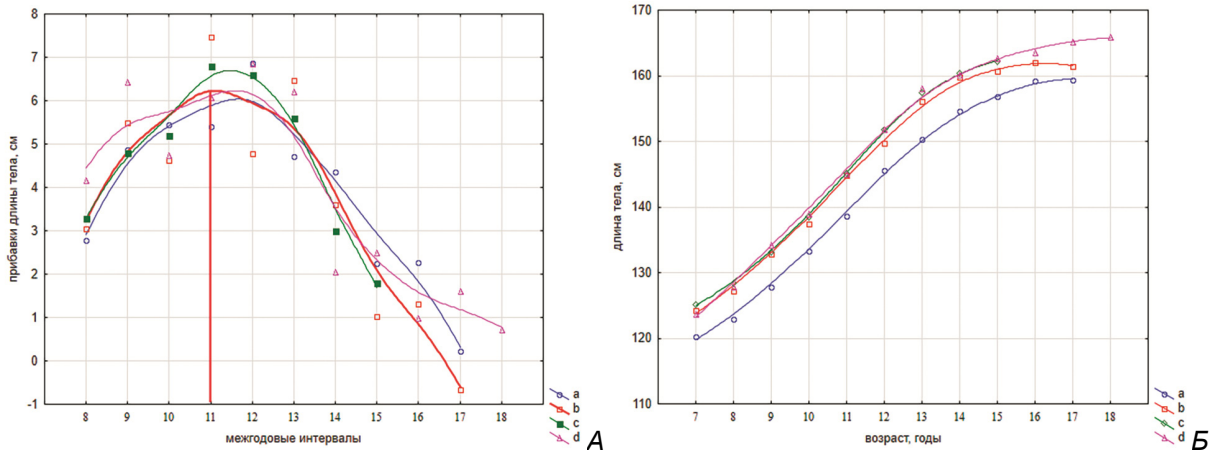 прибавки длины тела, см
8
7
6
5
4
3
2
1
0
-1
8 9 10 11 12 13 14 15 16 17 18
межгодовые интервалы
a
b
c
d
А
длина тела, см
170
160
150
140
130
120
110
7 8 9 10 11 12 13 14 15 16 17 18
возраст, годы
a
b
c
d
Б